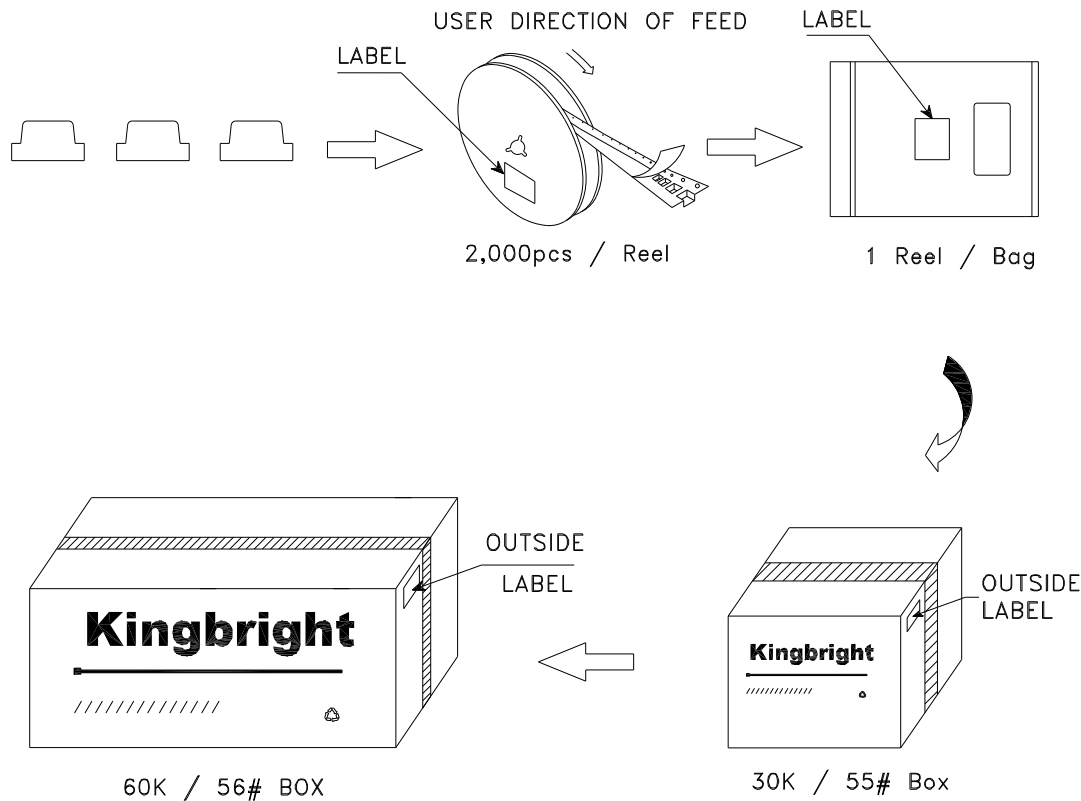 USER DIRECTION OF FEED
LABEL
LABEL
2,000pcs / Reel
1 Reel / Bag
OUTSIDE
LABEL
Kingbright
60K / 56# BOX
OUTSIDE
LABEL
Kingbright
30K / 55# Box